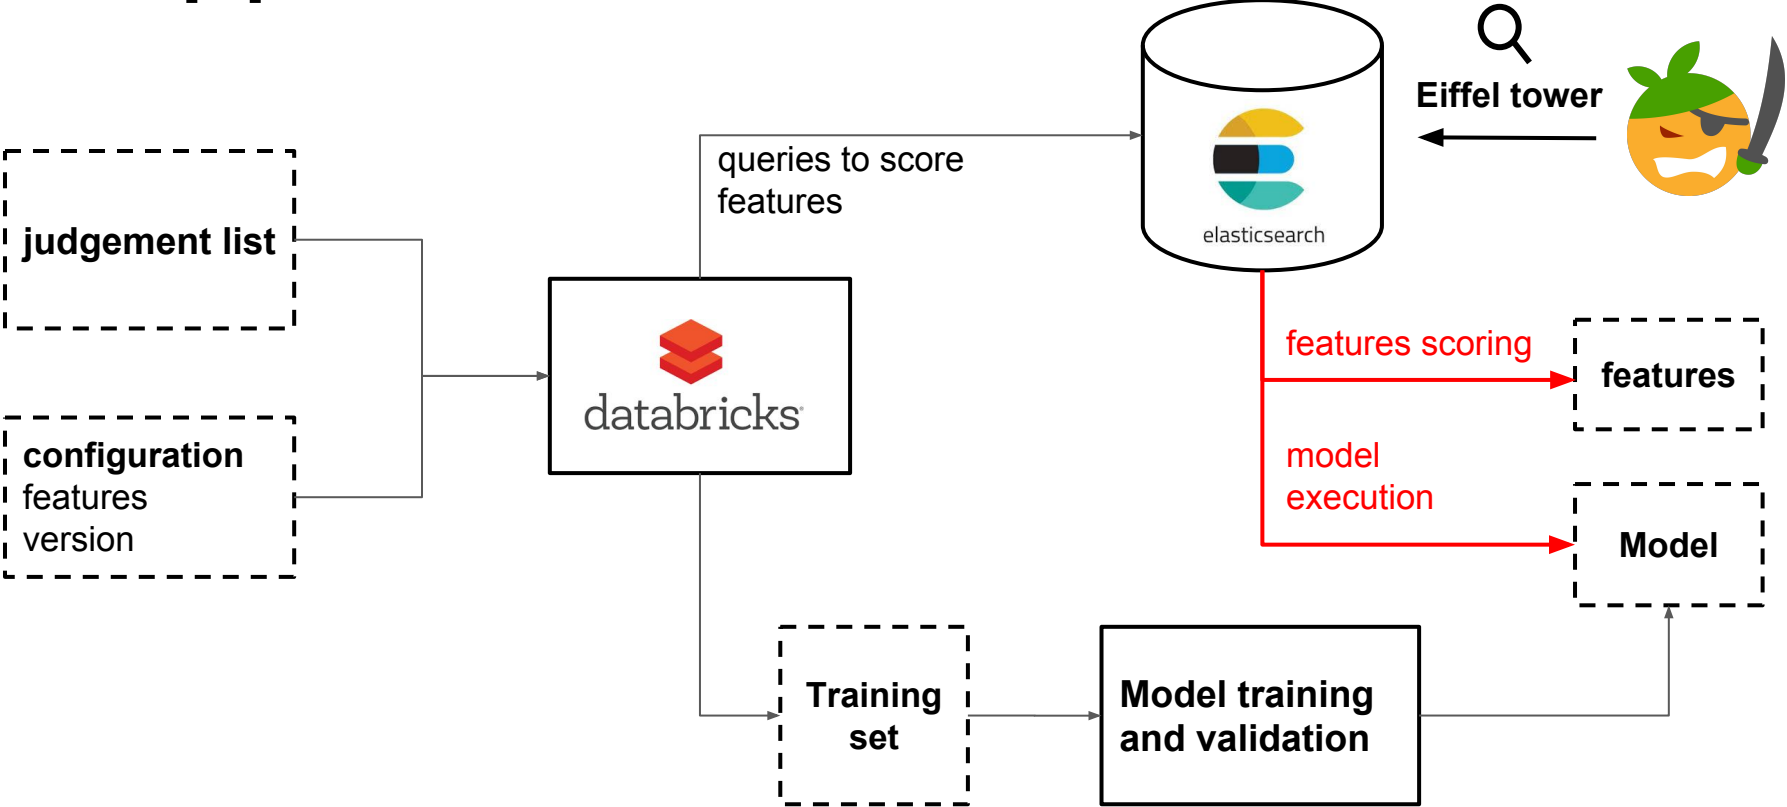 Eiffel tower
queries to score
features
elasticsearch
judgement list
databricks
features scoring
features
configuration
features
version
model
execution
Model
Training
set
Model training
and validation